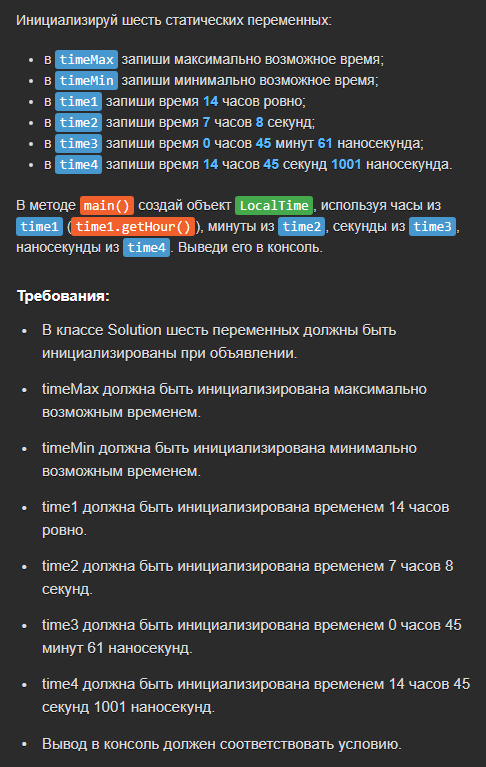 Инициализируй шесть статических переменных:
• в timeMax запиши максимально возможное время;
• в timeMin запиши минимально возможное время;
• в time1 запиши время 14 часов ровно;
• в time2 запиши время 7 часов 8 секунд;
• в time3 запиши время 0 часов 45 минут 61 наносекунда;
• в time4 запиши время 14 часов 45 секунд 1001 наносекунда.
В методе main() создай объект LocalTime, используя часы из
time1 (time1.getHour()), минуты из time2, секунды из time3,
наносекунды из time4. Выведи его в консоль.
Требования:
• В классе Solution шесть переменных должны быть
инициализированы при объявлении.
• timeMax должна быть инициализирована максимально
возможным временем.
• timeMin должна быть инициализирована минимально
возможным временем.
• time1 должна быть инициализирована временем 14 часов
ровно.
• time2 должна быть инициализирована временем 7 часов 8
секунд.
• time3 должна быть инициализирована временем 0 часов 45
минут 61 наносекунд.
• time4 должна быть инициализирована временем 14 часов 45
секунд 1001 наносекунд.
• Вывод в консоль должен соответствовать условию.